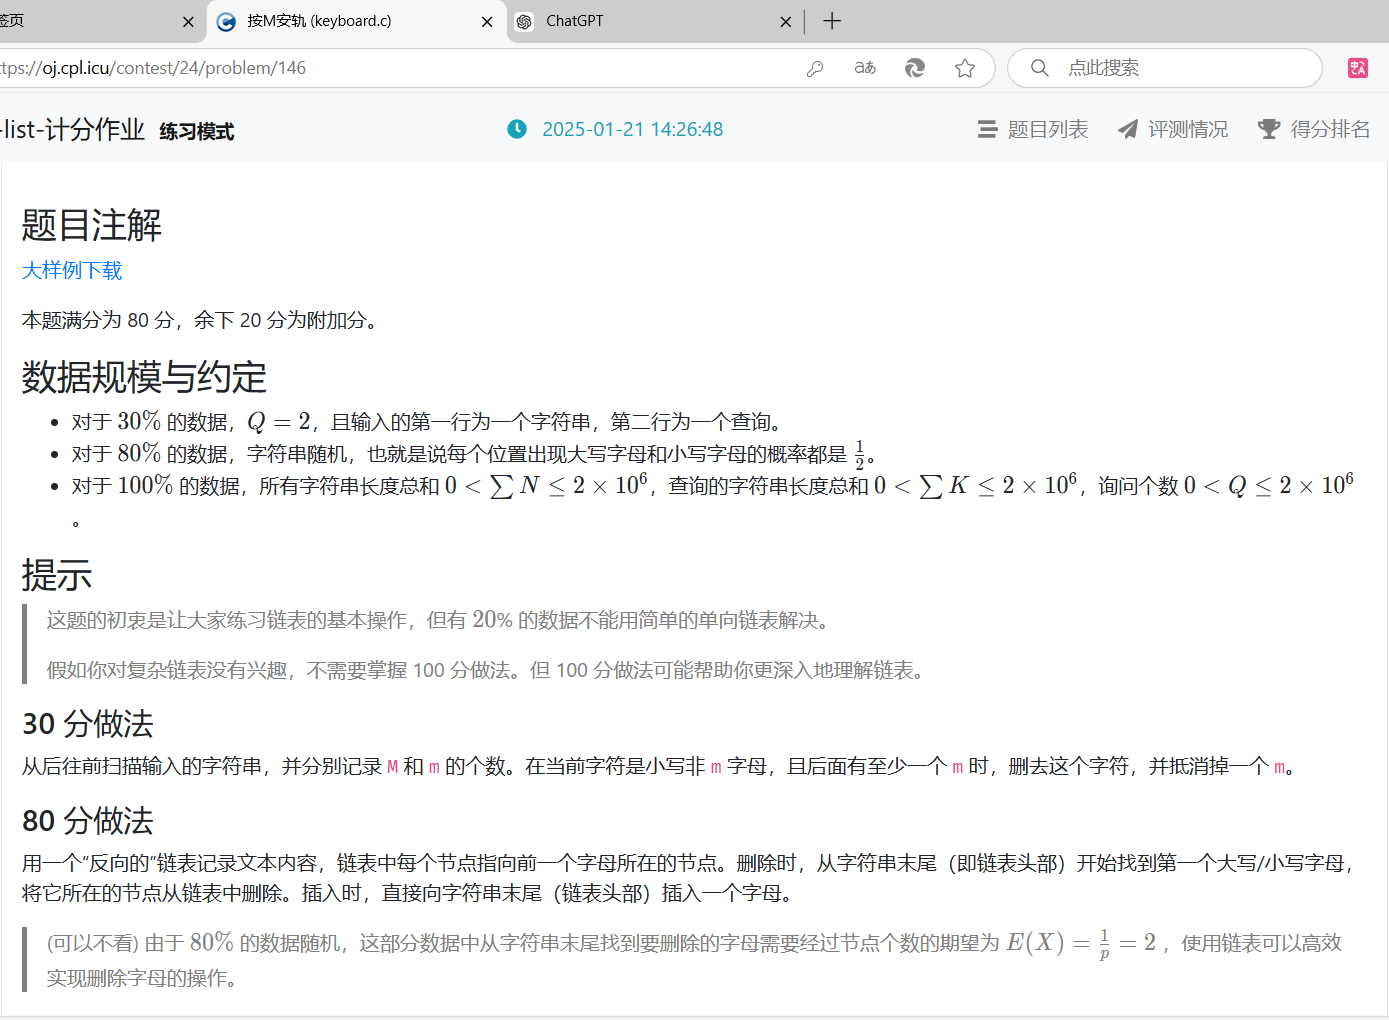 签页
按M安轨 (keyboard.c)
ChatGPT
ttps://oj.cpl.icu/contest/24/problem/146
aあ
点此搜索
-list-计分作业 练习模式
2025-01-21 14:26:48
题目列表
评测情况
得分排名
题目注解
大样例下载
本题满分为 80 分，余下 20 分为附加分。
数据规模与约定
对于 30% 的数据，Q = 2，且输入的第一行为一个字符串，第二行为一个查询。
对于 80% 的数据，字符串随机，也就是说每个位置出现大写字母和小写字母的概率都是 1/2。
对于 100% 的数据，所有字符串长度总和 0 < ∑ N ≤ 2 × 10^6，查询的字符串长度总和 0 < ∑ K ≤ 2 × 10^6，询问个数 0 < Q ≤ 2 × 10^6
。
提示
这题的初衷是让大家练习链表的基本操作，但有 20% 的数据不能用简单的单向链表解决。
假如你对复杂链表没有兴趣，不需要掌握 100 分做法。但 100 分做法可能帮助你更深入地理解链表。
30 分做法
从后往前扫描输入的字符串，并分别记录 M 和 m 的个数。在当前字符是小写非 m 字母，且后面有至少一个 m 时，删去这个字符，并抵消掉一个 m。
80 分做法
用一个“反向的”链表记录文本内容，链表中每个节点指向前一个字母所在的节点。删除时，从字符串末尾（即链表头部）开始找到第一个大写/小写字母，
将它所在的节点从链表中删除。插入时，直接向字符串末尾（链表头部）插入一个字母。
(可以不看) 由于 80% 的数据随机，这部分数据中从字符串末尾找到要删除的字母需要经过节点个数的期望为 E(X) = 1/p = 2 ，使用链表可以高效
实现删除字母的操作。